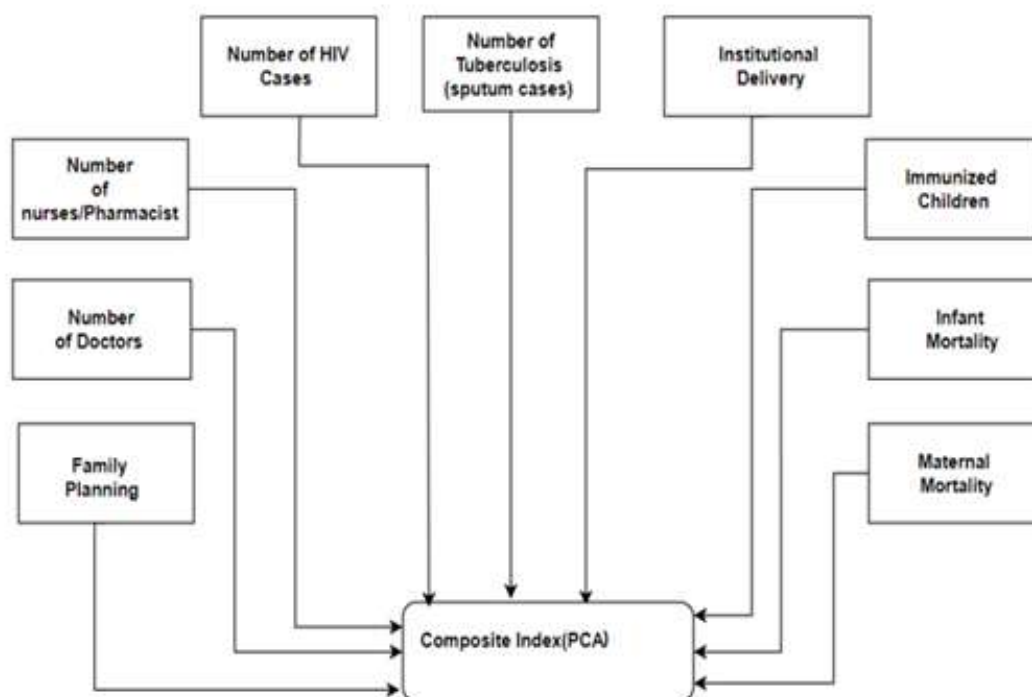 Number of HIV
Cases
Number of
Tuberculosis
(sputum cases)
Institutional
Delivery
Number
of
nurses/Pharmacist
Immunized
Children
Number
of Doctors
Infant
Mortality
Family
Planning
Maternal
Mortality
Composite Index(PCA)